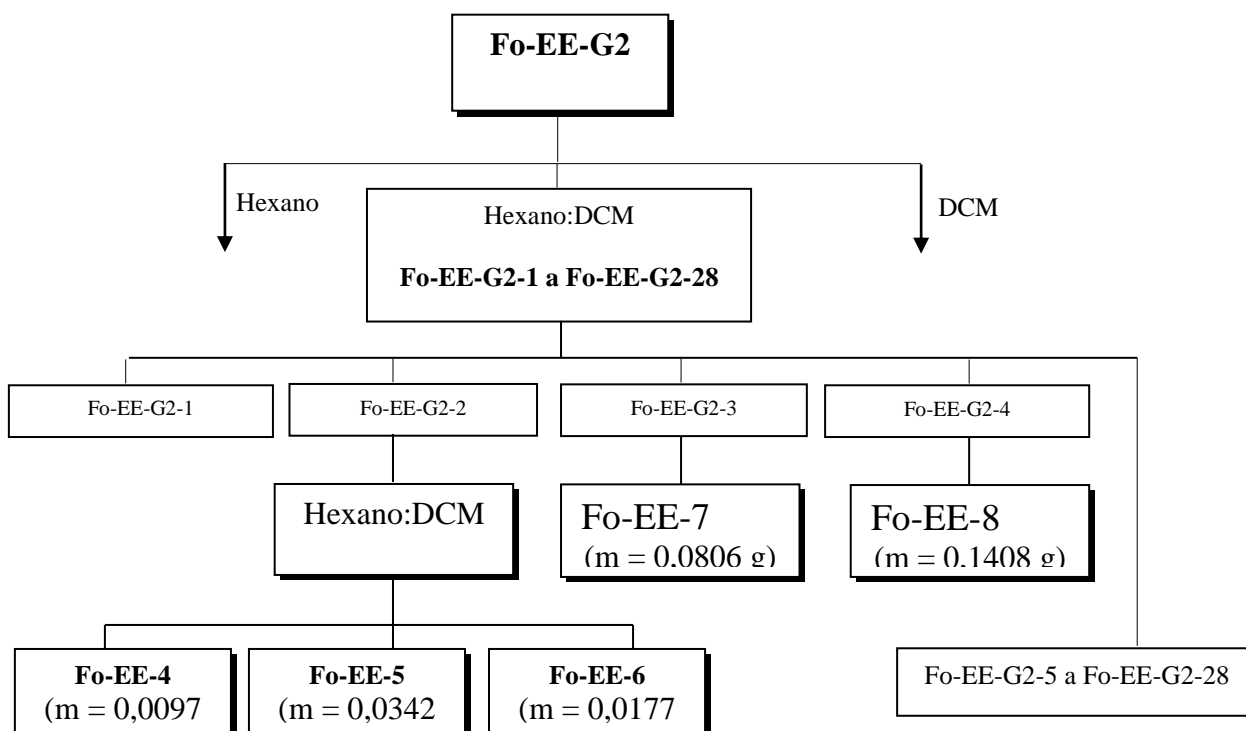 Fo-EE-G2
Hexano
Hexano:DCM
DCM
Fo-EE-G2-1 a Fo-EE-G2-28
Fo-EE-G2-1
Fo-EE-G2-2
Fo-EE-G2-3
Fo-EE-G2-4
Hexano:DCM
Fo-EE-7
(m = 0,0806 g)
Fo-EE-8
(m = 0,1408 g)
Fo-EE-4
(m = 0,0097
Fo-EE-5
(m = 0,0342
Fo-EE-6
(m = 0,0177
Fo-EE-G2-5 a Fo-EE-G2-28